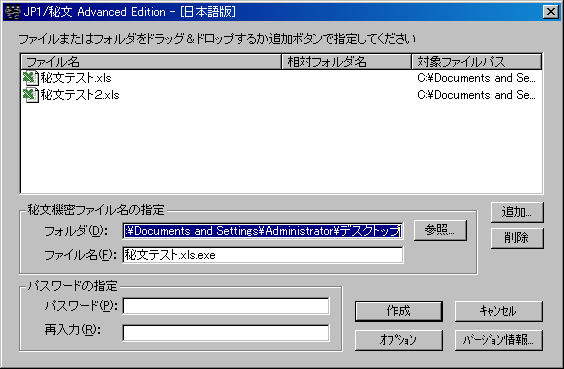 JP1/秘文 Advanced Edition - [日本語版]
ファイルまたはフォルダをドラッグ&ドロップするか追加ボタンで指定してください
ファイル名 相対フォルダ名 対象ファイルパス
秘文テスト.xls C:¥Documents and Se...
秘文テスト2.xls C:¥Documents and Se...
秘文機密ファイル名の指定
フォルダ(D): :¥Documents and Settings¥Administrator¥デスクトップ 参照...
ファイル名(F): 秘文テスト.xls.exe
追加...
削除
パスワードの指定
パスワード(P):
再入力(R):
作成 キャンセル
オプション バージョン情報...